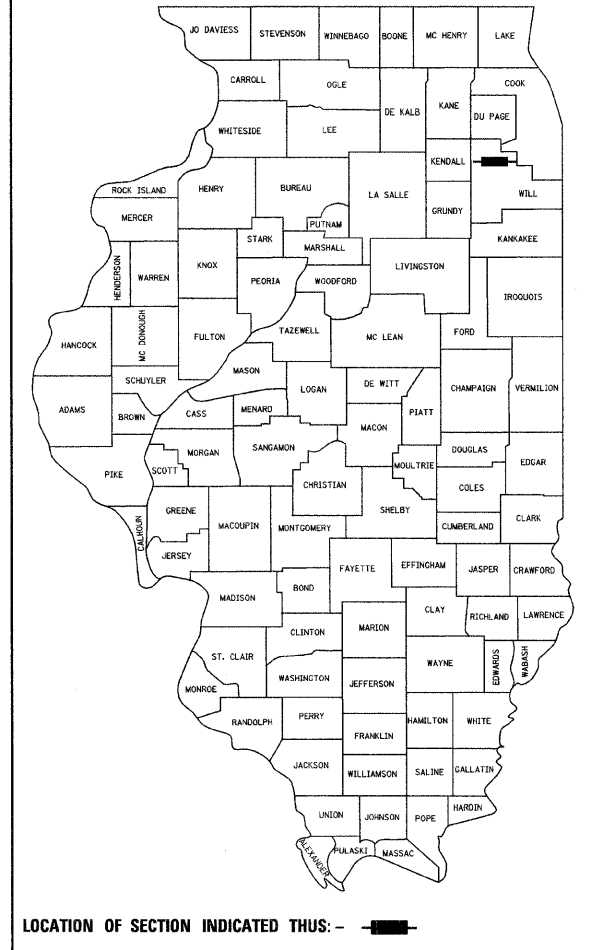 JO DAVIESS STEVENSON WINNEBAGO BOONE MC HENRY LAKE
CARROLL OGLE DE KALB KANE COOK
DU PAGE
WHITESIDE LEE
KENDALL
ROCK ISLAND HENRY BUREAU LA SALLE WILL
MERCER PUTNAM GRUNDY
STARK MARSHALL KANKAKEE
HENDERSON WARREN KNOX PEORIA WOODFORD LIVINGSTON
IROQUOIS
HANCOCK MC DONOUGH FULTON TAZEWELL MC LEAN FORD
MASON
SCHUYLER LOGAN DE WITT CHAMPAIGN VERMILION
ADAMS BROWN CASS MENARD MACON PIATT
MORGAN SANGAMON DOUGLAS EDGAR
PIKE SCOTT CHRISTIAN MOULTRIE COLES
GREENE MACOUPIN MONTGOMERY SHELBY CUMBERLAND CLARK
CALHOUN JERSEY
FAYETTE EFFINGHAM JASPER CRAWFORD
MADISON BOND
CLAY RICHLAND LAWRENCE
CLINTON MARION
ST. CLAIR WAYNE EDWARDS WABASH
WASHINGTON JEFFERSON
MONROE
RANDOLPH PERRY HAMILTON WHITE
FRANKLIN
JACKSON WILLIAMSON SALINE GALLATIN
UNION JOHNSON POPE HARDIN
ALEXANDER PULASKI MASSAC
LOCATION OF SECTION INDICATED THUS: –